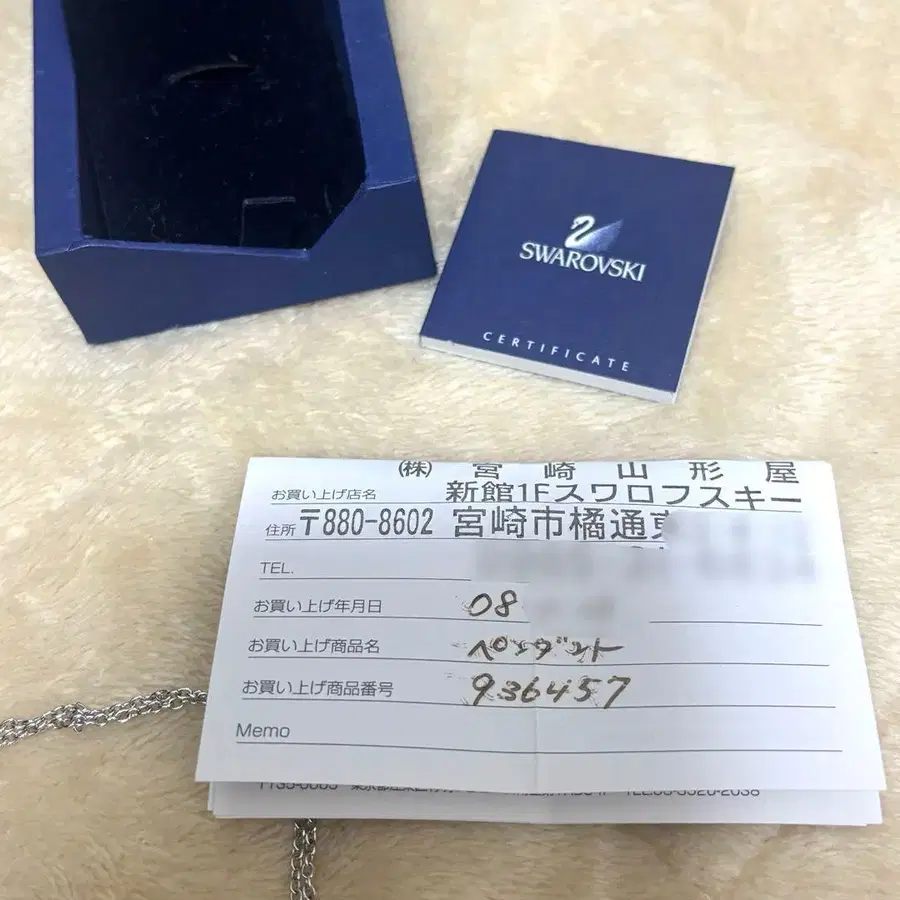 SWAROVSKI
CERTIFICATE
(株) 宮崎山形屋
お買い上げ店名 新館1Fスワロフスキー
住所 〒880-8602 宮崎市橘通東
TEL.
お買い上げ年月日 08
お買い上げ商品名 ペンダント
お買い上げ商品番号 936457
Memo